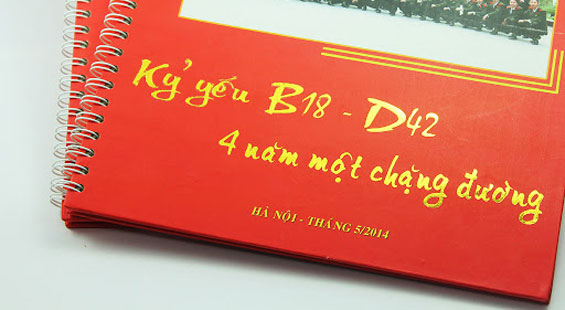 Kỷ yếu B18 - D42
4 năm một chặng đường
HÀ NỘI - THÁNG 5/2014